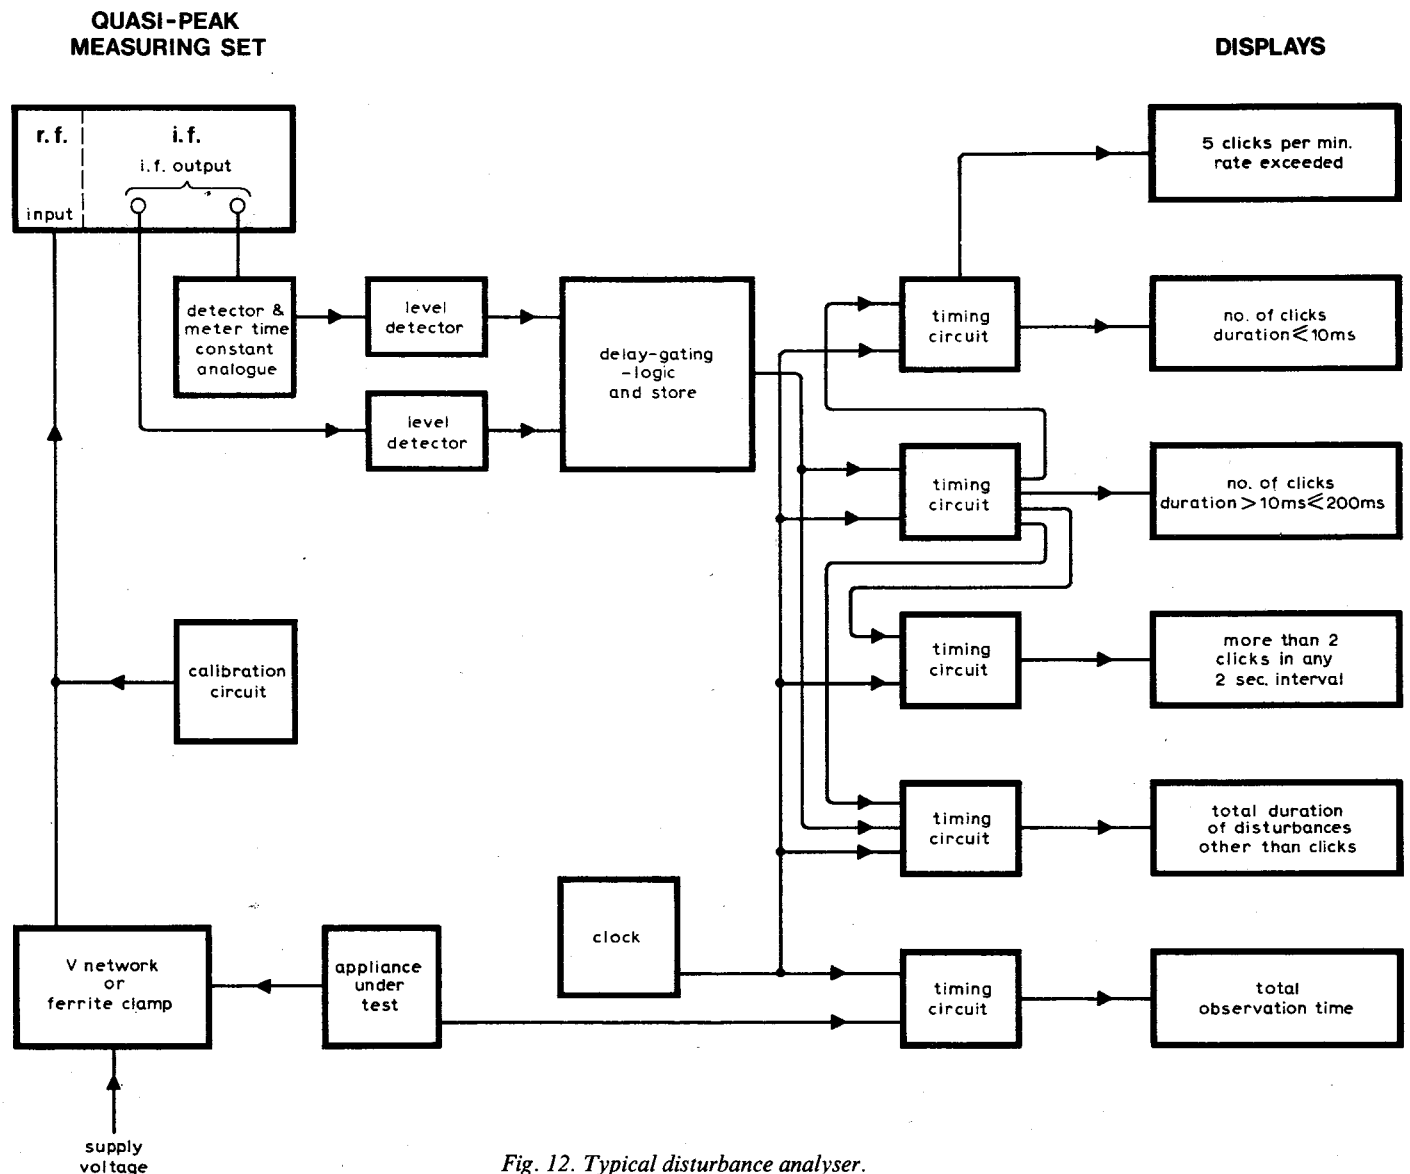 QUASI-PEAK
MEASURING SET
DISPLAYS
r.f.
i.f.
i.f. output
input
5 clicks per min.
rate exceeded
detector &
meter time
constant
analogue
level
detector
level
detector
delay-gating
-logic
and store
timing
circuit
no. of clicks
duration ⩽ 10ms
timing
circuit
no. of clicks
duration > 10ms ⩽ 200ms
calibration
circuit
timing
circuit
more than 2
clicks in any
2 sec. interval
timing
circuit
total duration
of disturbances
other than clicks
V network
or
ferrite clamp
appliance
under
test
clock
timing
circuit
total
observation time
supply
voltage
Fig. 12. Typical disturbance analyser.